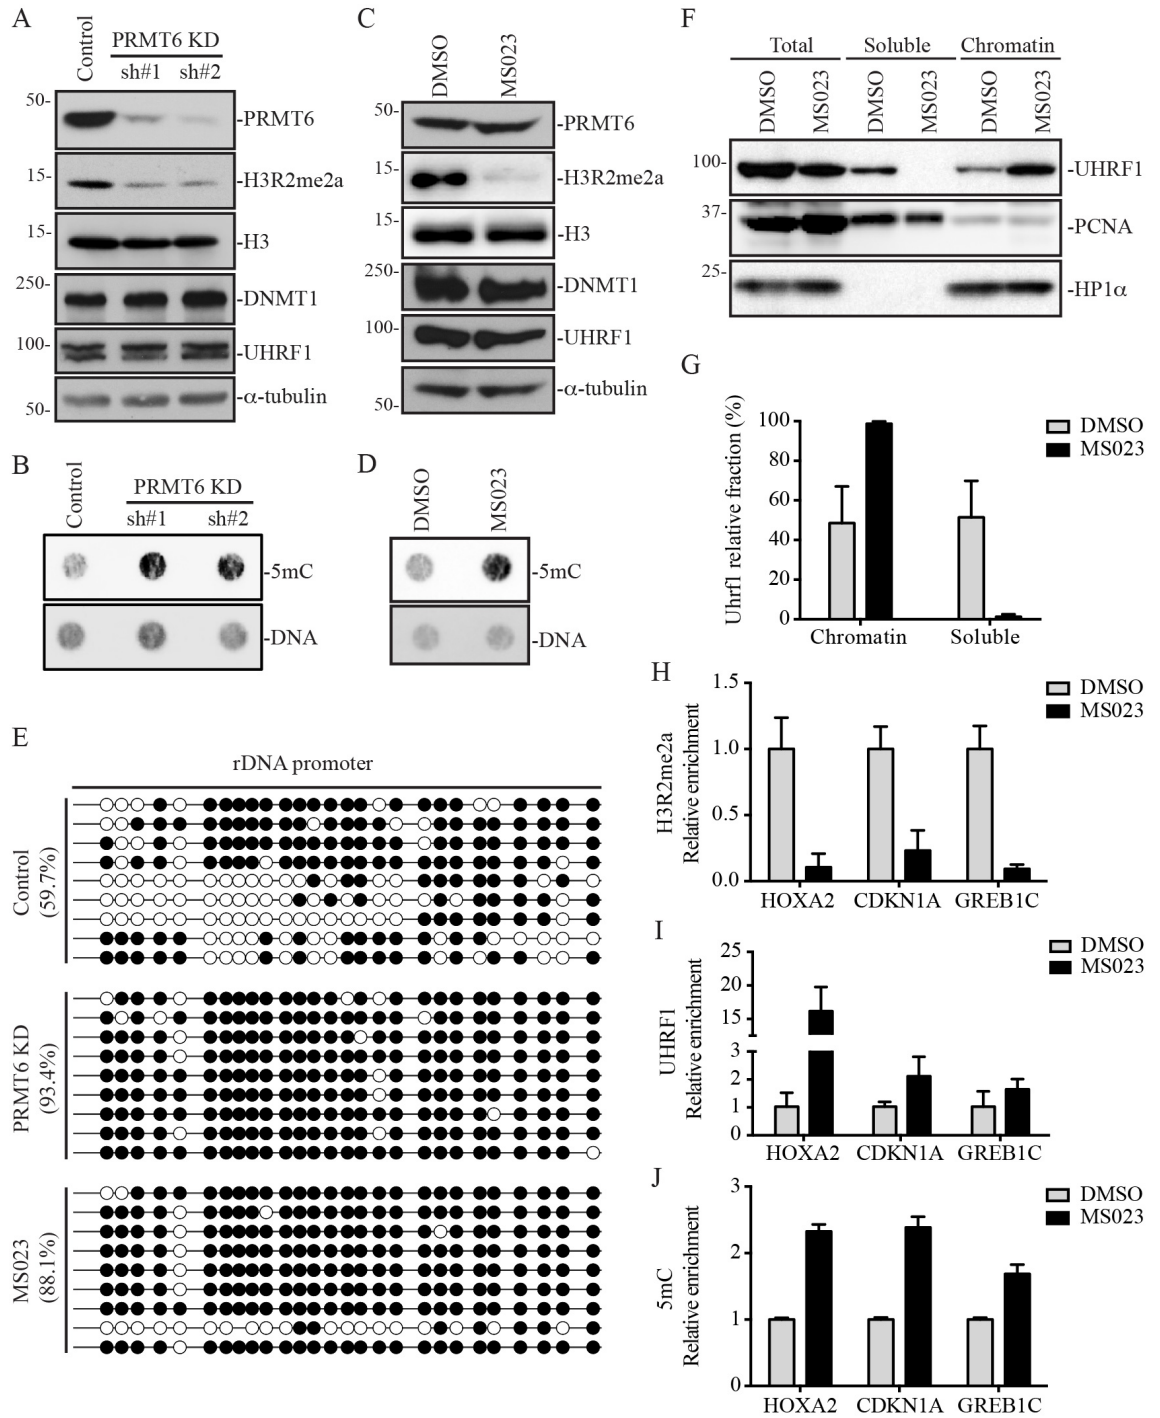 A
Control
PRMT6 KD
sh#1 sh#2
50-
-PRMT6
15-
-H3R2me2a
15-
-H3
250-
-DNMT1
100-
-UHRF1
-α-tubulin
50-
B
Control
PRMT6 KD
sh#1 sh#2
-5mC
-DNA
C
DMSO
MS023
50-
-PRMT6
15-
-H3R2me2a
15-
-H3
250-
-DNMT1
100-
-UHRF1
-α-tubulin
50-
D
DMSO
MS023
-5mC
-DNA
E
rDNA promoter
Control
(59.7%)
PRMT6 KD
(93.4%)
MS023
(88.1%)
F
Total Soluble Chromatin
DMSO MS023 DMSO MS023 DMSO MS023
100-
-UHRF1
37-
-PCNA
25-
-HP1α
G
Uhrf1 relative fraction (%)
100
80
60
40
20
0
Chromatin Soluble
DMSO
MS023
H
H3R2me2a
Relative enrichment
1.5
1.0
0.5
0.0
HOXA2 CDKN1A GREB1C
DMSO
MS023
I
UHRF1
Relative enrichment
25
20
15
3
2
1
0
HOXA2 CDKN1A GREB1C
DMSO
MS023
J
5mC
Relative enrichment
3
2
1
0
HOXA2 CDKN1A GREB1C
DMSO
MS023